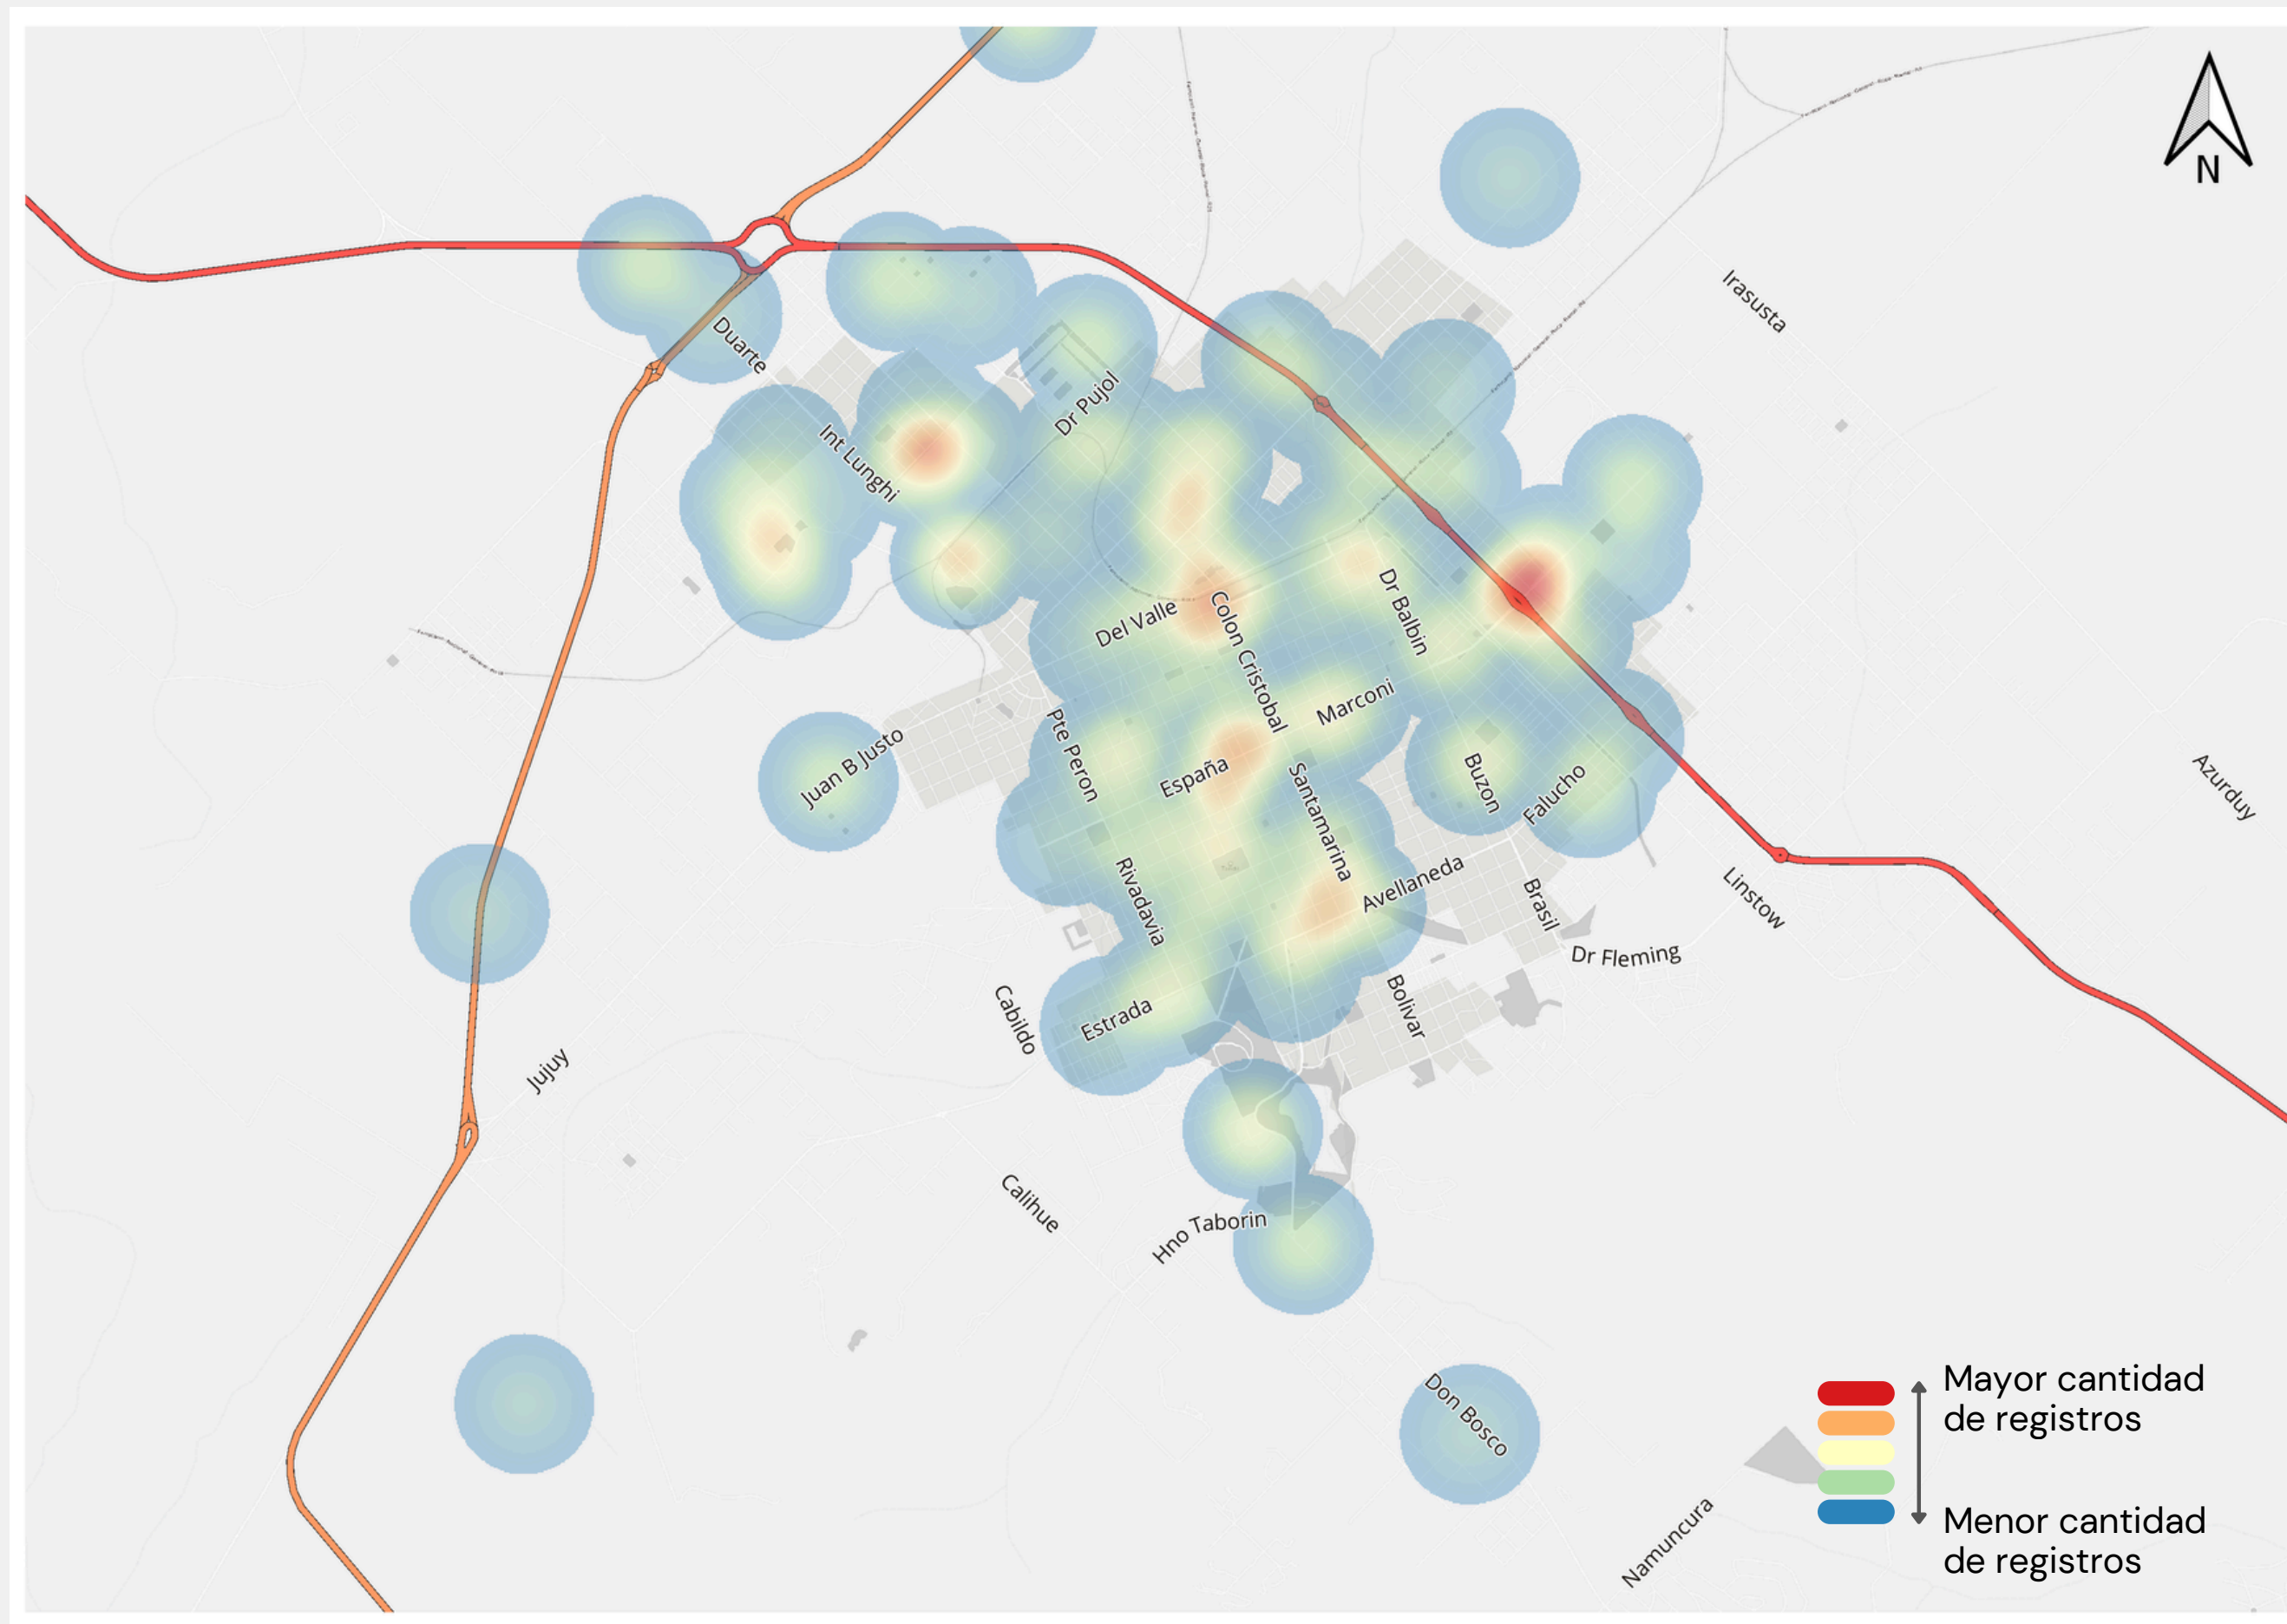 N
Irasusta
Duarte
Dr Pujol
Int Lunghi
Dr Balbin
Colon Cristobal
Del Valle
Marconi
Pte Peron
Juan B Justo
España
Santamarina
Buzon
Falucho
Azurduy
Rivadavia
Avellaneda
Brasil
Linstow
Dr Fleming
Cabildo
Estrada
Bolivar
Jujuy
Calihue
Hno Taborin
Don Bosco
Namuncura
Mayor cantidad
de registros
Menor cantidad
de registros